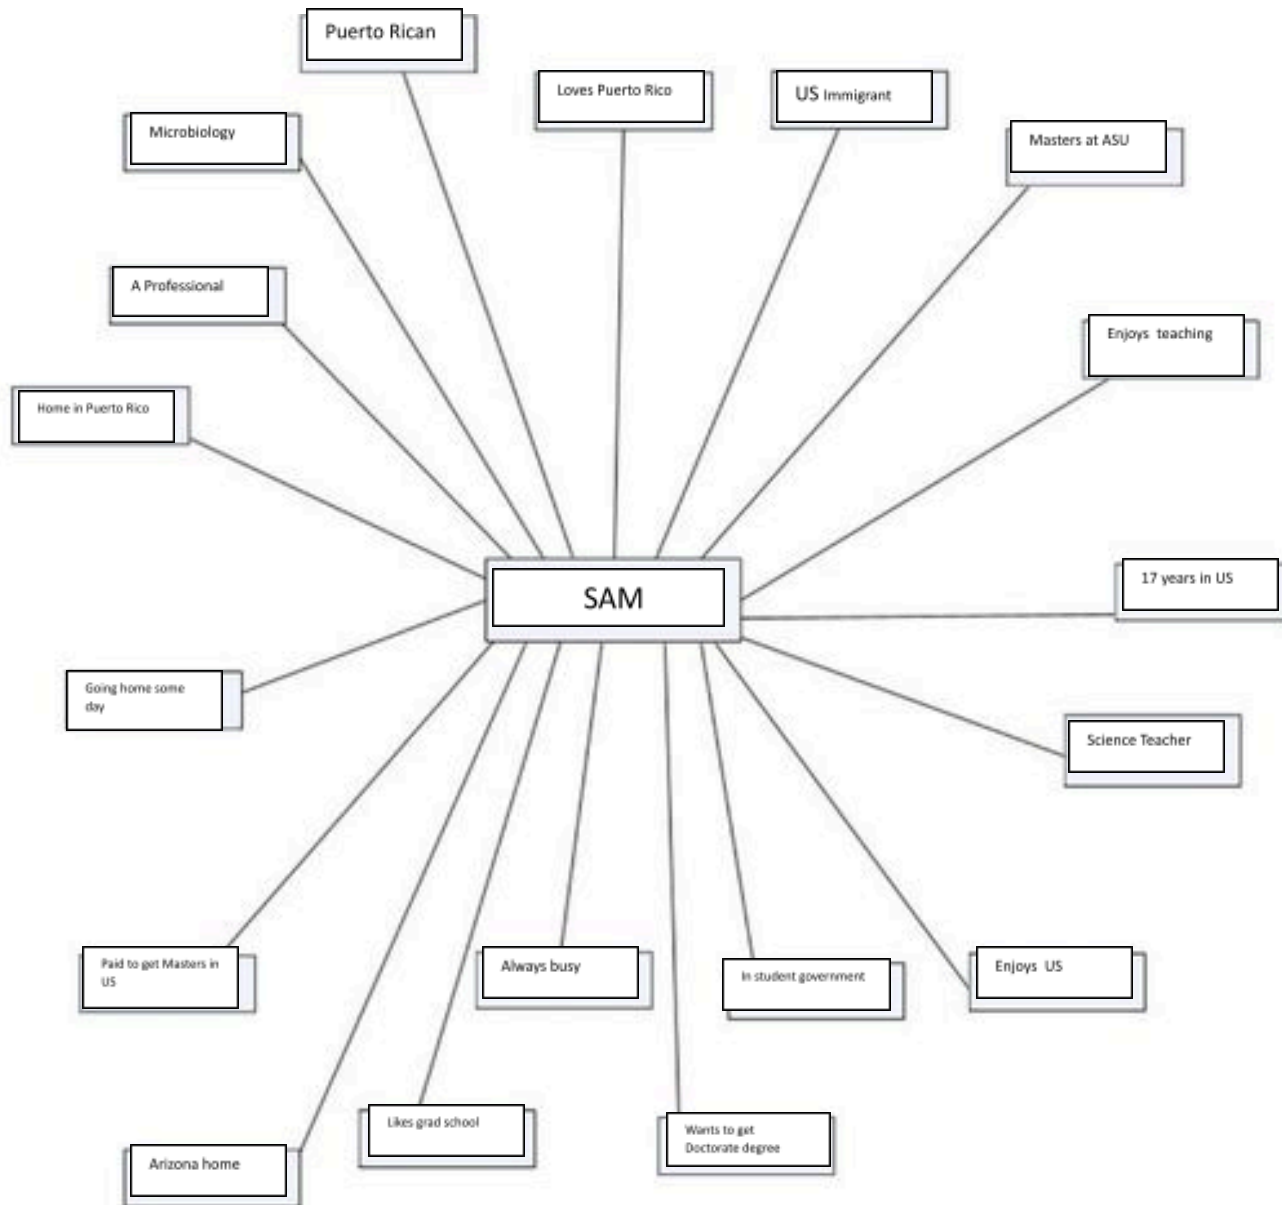 Puerto Rican
Loves Puerto Rico
US Immigrant
Microbiology
Masters at ASU
A Professional
Enjoys  teaching
Home in Puerto Rico
SAM
17 years in US
Going home some
day
Science Teacher
Paid to get Masters in
US
Always busy
In student government
Enjoys  US
Likes grad school
Wants to get
Doctorate degree
Arizona home